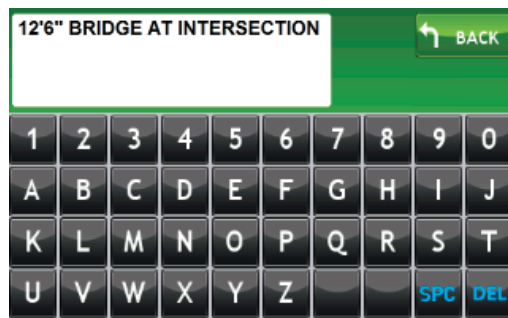 12'6" BRIDGE AT INTERSECTION
BACK
1 2 3 4 5 6 7 8 9 0
A B C D E F G H I J
K L M N O P Q R S T
U V W X Y Z SPC DEL